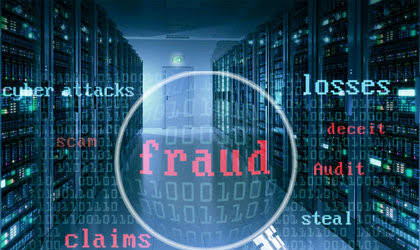 losses
cyber attacks
deceit
scam
fraud
Audit
steal
claims